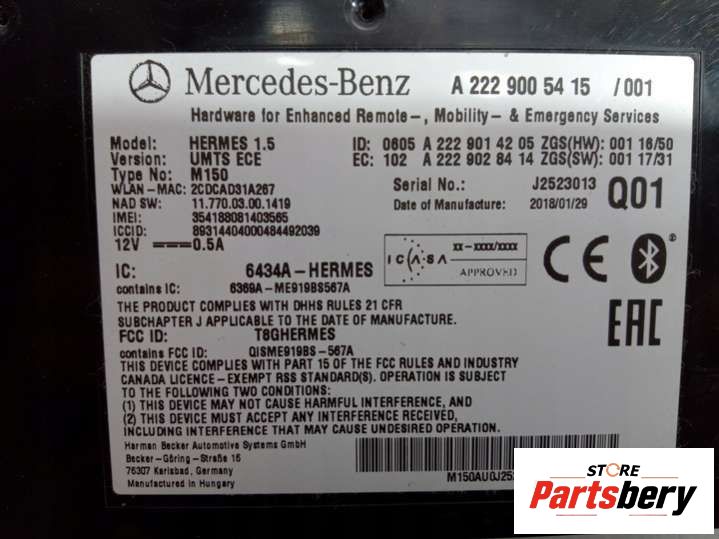 Mercedes-Benz A 222 900 54 15 /001
Hardware for Enhanced Remote-, Mobility- & Emergency Services
Model: HERMES 1.5 ID: 0605 A 222 901 42 05 ZGS(HW): 001 16/50
Version: UMTS ECE EC: 102 A 222 902 84 14 ZGS(SW): 001 17/31
Type No: M150
WLAN-MAC: 2CDCAD31A267 Serial No.: J2523013 Q01
NAD SW: 11.770.03.00.1419 Date of Manufacture: 2018/01/29
IMEI: 354188081403565
ICCID: 89314404000484492039
12V 0.5A
IC: 6434A-HERMES
contains IC: 6369A-ME919BS567A
ICASA xx-xxxx/xxxx
APPROVED
CE
EAC
THE PRODUCT COMPLIES WITH DHHS RULES 21 CFR
SUBCHAPTER J APPLICABLE TO THE DATE OF MANUFACTURE.
FCC ID: T8GHERMES
contains FCC ID: QISME919BS-567A
THIS DEVICE COMPLIES WITH PART 15 OF THE FCC RULES AND INDUSTRY
CANADA LICENCE-EXEMPT RSS STANDARD(S). OPERATION IS SUBJECT
TO THE FOLLOWING TWO CONDITIONS:
(1) THIS DEVICE MAY NOT CAUSE HARMFUL INTERFERENCE, AND
(2) THIS DEVICE MUST ACCEPT ANY INTERFERENCE RECEIVED,
INCLUDING INTERFERENCE THAT MAY CAUSE UNDESIRED OPERATION.
Harman Becker Automotive Systems GmbH
Becker-Göring-Straße 16
76307 Karlsbad, Germany
Manufactured in Hungary
M150AU0J252
STORE
Partsbery